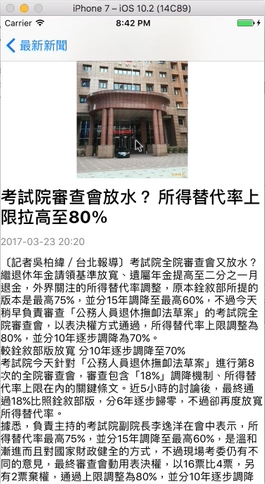 iPhone 7 – iOS 10.2 (14C89)
Carrier 8:42 PM
最新新聞
考試院審查會放水？ 所得替代率上
限拉高至80%
2017-03-23 20:20
〔記者吳柏緯／台北報導〕考試院全院審查會又放水？
繼退休年金請領基準放寬、遺屬年金提高至二分之一月
退金，外界關注的所得替代率調整，原本銓敘部所提的
版本是最高75%，並分15年調降至最高60%，不過今天
稍早負責審查「公務人員退休撫卹法草案」的考試院全
院審查會，以表決權方式通過，所得替代率上限調整為
80%，並分10年逐步調降為70%。
較銓敘部版放寬 分10年逐步調降至70%
考試院今天針對「公務人員退休撫卹法草案」進行第8
次的全院審查會，審查包含「18%」調降機制、所得替
代率上限在內的關鍵條文。近5小時的討論後，最終通
過18%比照銓敘部版，分6年逐步歸零，不過卻再度放寬
所得替代率。
據悉，負責主持的考試院副院長李逸洋在會中表示，所
得替代率最高75%，並分15年調降至最高60%，是溫和
漸進而且對國家財政健全的方式，不過現場考委仍有不
同的意見，最終審查會動用表決權，以16票比4票，另
有2票棄權，通過上限調整為80%，並分10年逐步調降